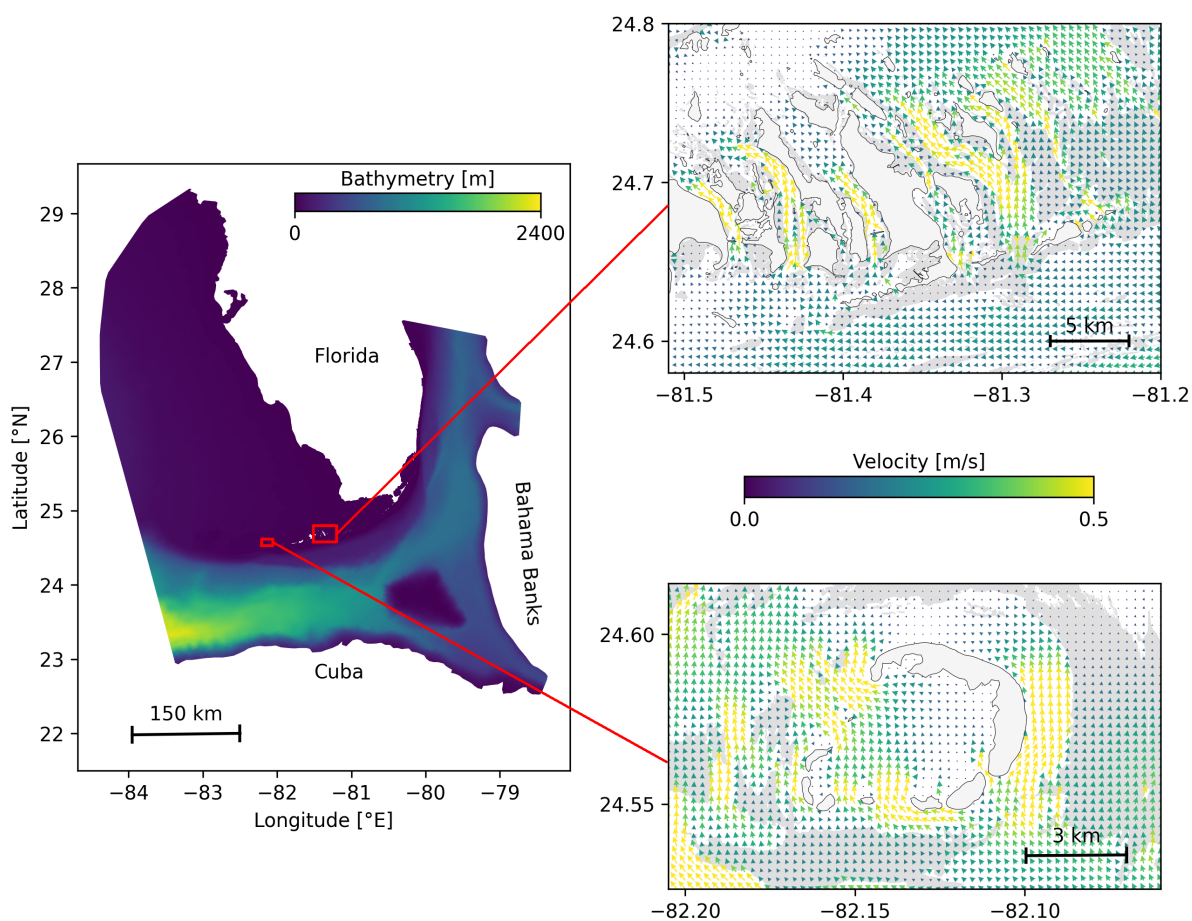 Bathymetry [m]
0 2400
29
28
27
26
25
24
23
22
Latitude [°N]
Florida
Bahama Banks
Cuba
150 km
−84 −83 −82 −81 −80 −79
Longitude [°E]
24.8
24.7
24.6
5 km
−81.5 −81.4 −81.3 −81.2
Velocity [m/s]
0.0 0.5
24.60
24.55
3 km
−82.20 −82.15 −82.10